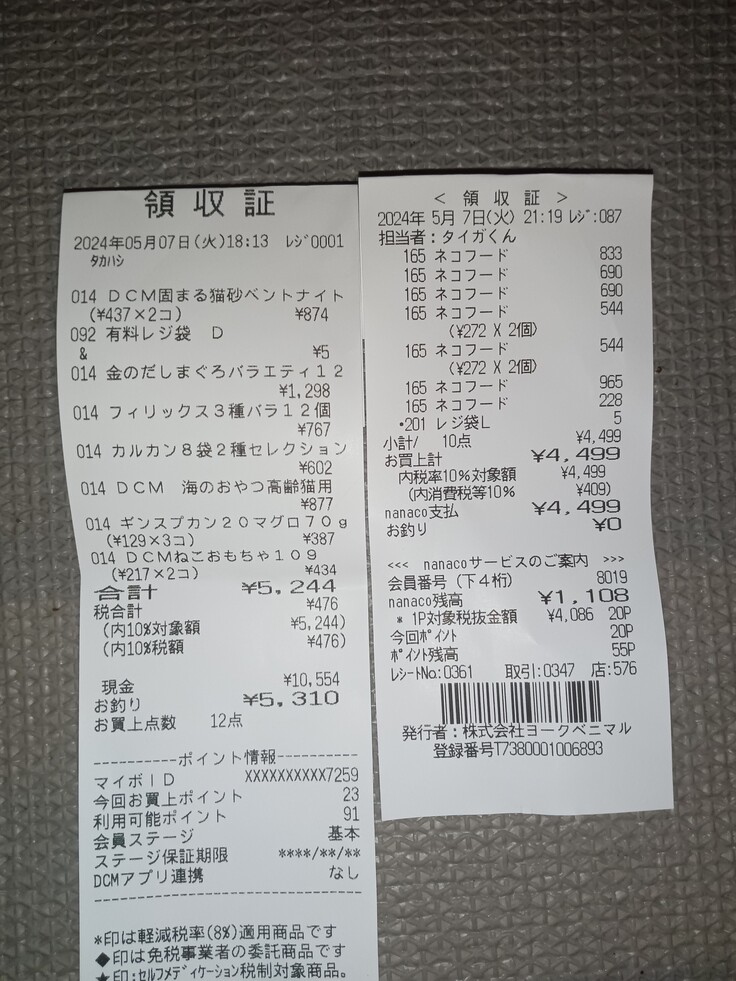 領収証
2024年05月07日(火)18:13 レジ0001
タカハシ
014 DCM固まる猫砂ベントナイト
(¥437×2コ) ¥874
092 有料レジ袋 D
& ¥5
014 金のだしまぐろバラエティ12
¥1,298
014 フィリックス3種バラ12個
¥767
014 カルカン8袋2種セレクション
¥602
014 DCM 海のおやつ高齢猫用
¥877
014 ギンスプカン20マグロ70g
(¥129×3コ) ¥387
014 DCMねこおもちゃ109
(¥217×2コ) ¥434
合計 ¥5,244
税合計 ¥476
(内10%対象額 ¥5,244)
(内10%税額 ¥476)
現金 ¥10,554
お釣り ¥5,310
お買上点数 12点
----------ポイント情報----------
マイボID XXXXXXXXXX7259
今回お買上ポイント 23
利用可能ポイント 91
会員ステージ 基本
ステージ保証期限 ****/**/**
DCMアプリ連携 なし
--------------------------------
*印は軽減税率(8%)適用商品です
◆印は免税事業者の委託商品です
★印:セルフメディケーション税制対象商品。
< 領収証 >
2024年 5月 7日(火) 21:19 レジ:087
担当者:タイガくん
165 ネコフード 833
165 ネコフード 690
165 ネコフード 690
165 ネコフード 544
(¥272 X 2個)
165 ネコフード 544
(¥272 X 2個)
165 ネコフード 965
165 ネコフード 228
•201 レジ袋L 5
小計/ 10点 ¥4,499
お買上計 ¥4,499
内税率10%対象額 ¥4,499
(内消費税等10% ¥409)
nanaco支払 ¥4,499
お釣り ¥0
<<< nanacoサービスのご案内 >>>
会員番号(下4桁) 8019
nanaco残高 ¥1,108
* 1P対象税抜金額 ¥4,086 20P
今回ポイント 20P
ポイント残高 55P
レシートNo:0361 取引:0347 店:576
発行者:株式会社ヨークベニマル
登録番号T7380001006893